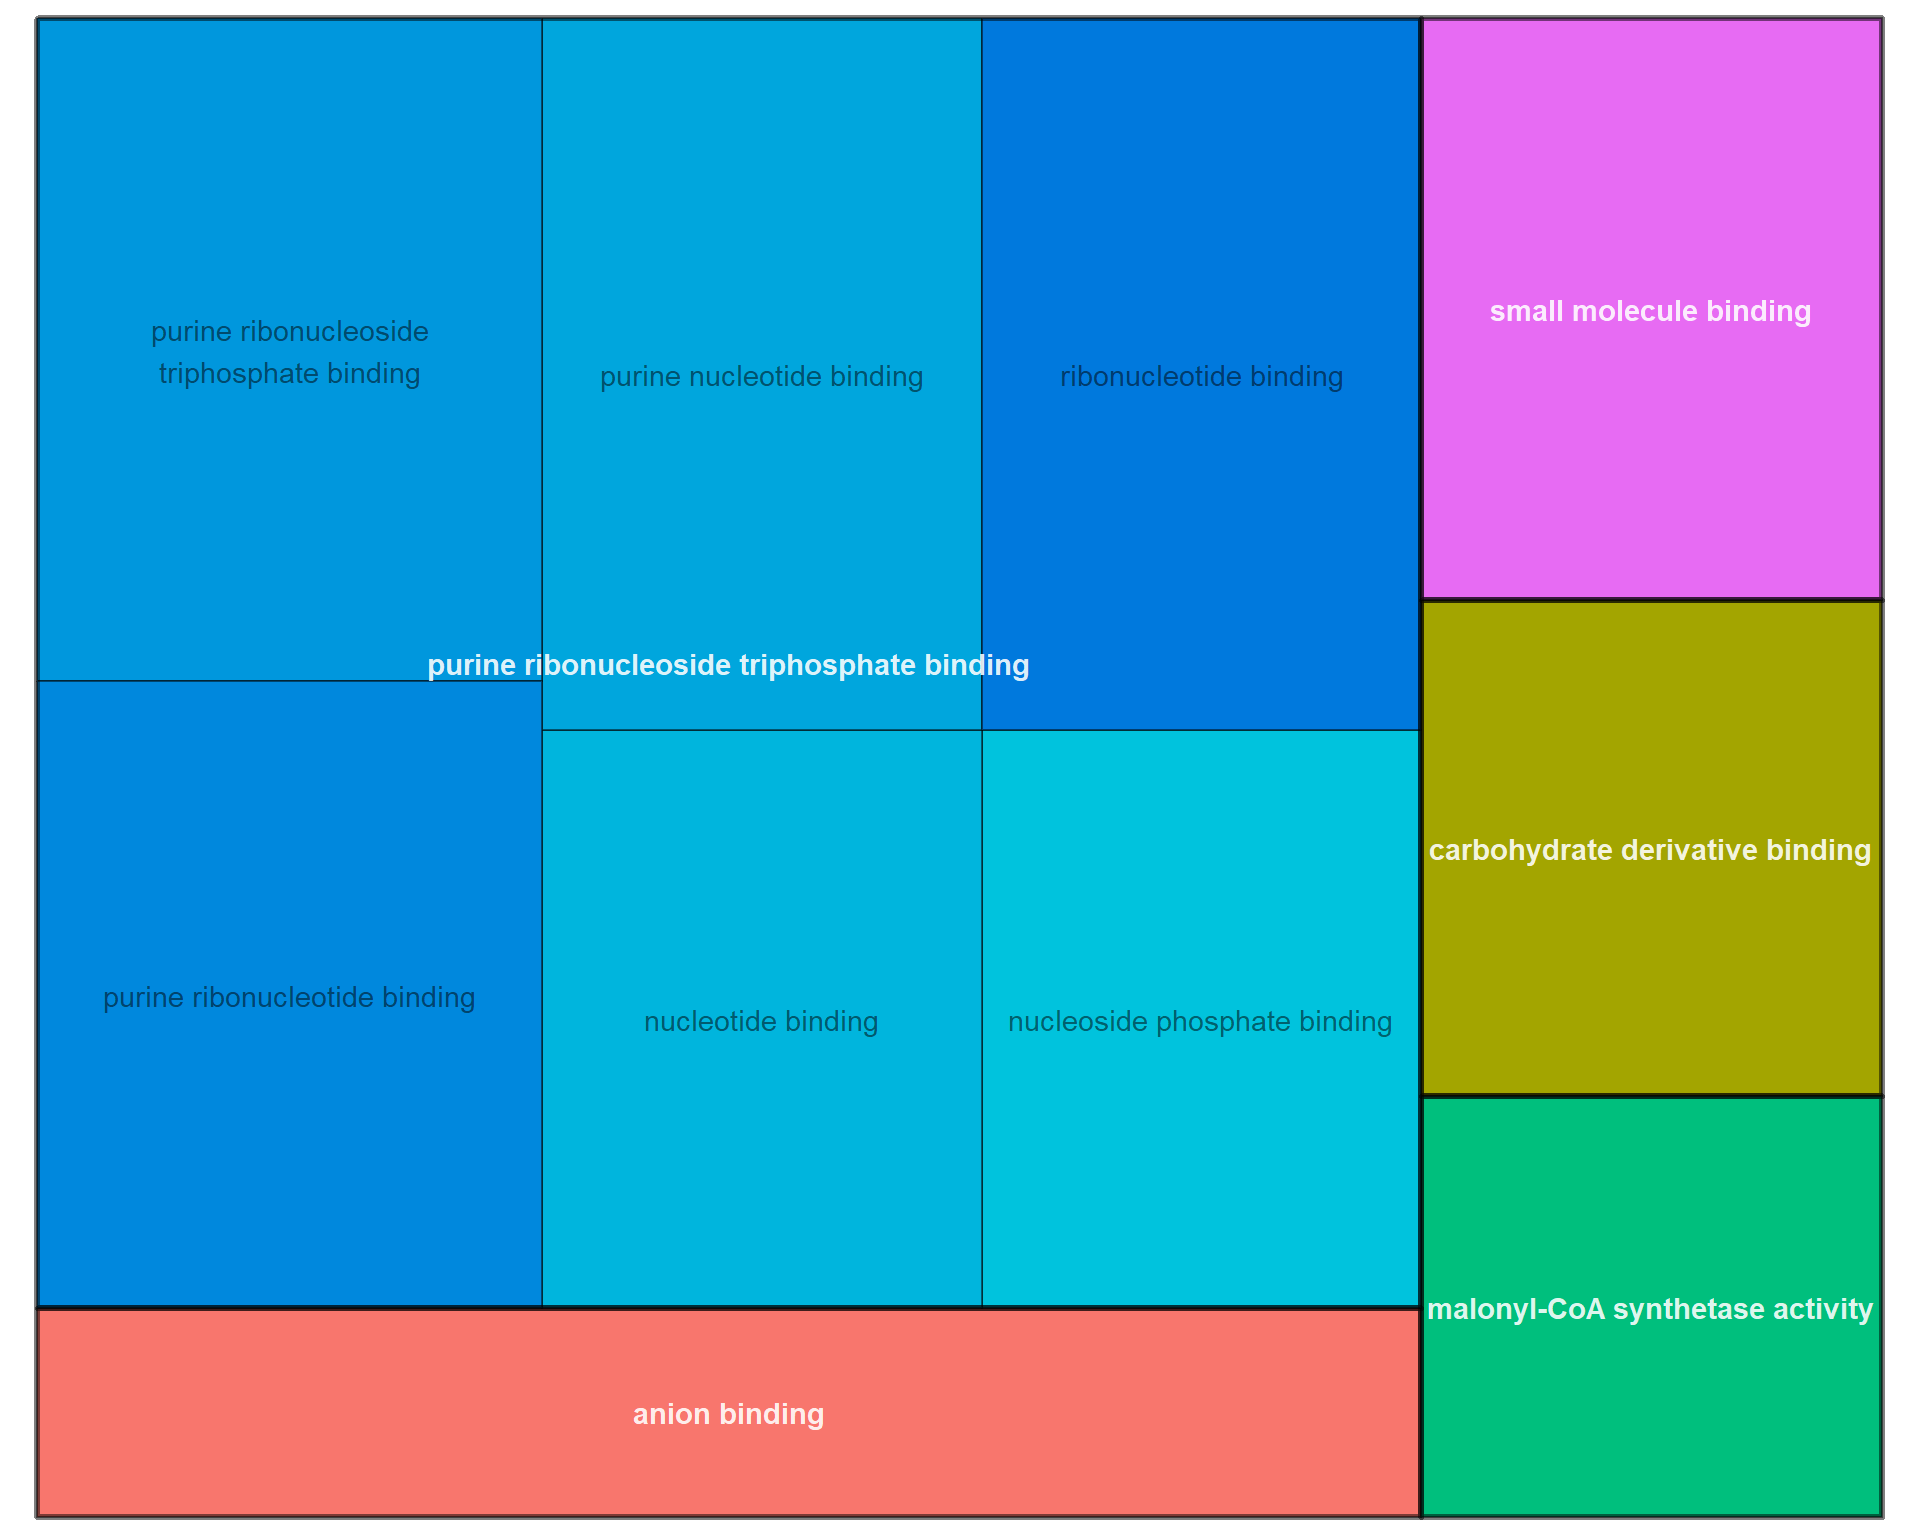 small molecule binding
purine ribonucleoside
triphosphate binding
purine nucleotide binding
ribonucleotide binding
purine ribonucleoside triphosphate binding
carbohydrate derivative binding
purine ribonucleotide binding
nucleotide binding
nucleoside phosphate binding
malonyl-CoA synthetase activity
anion binding